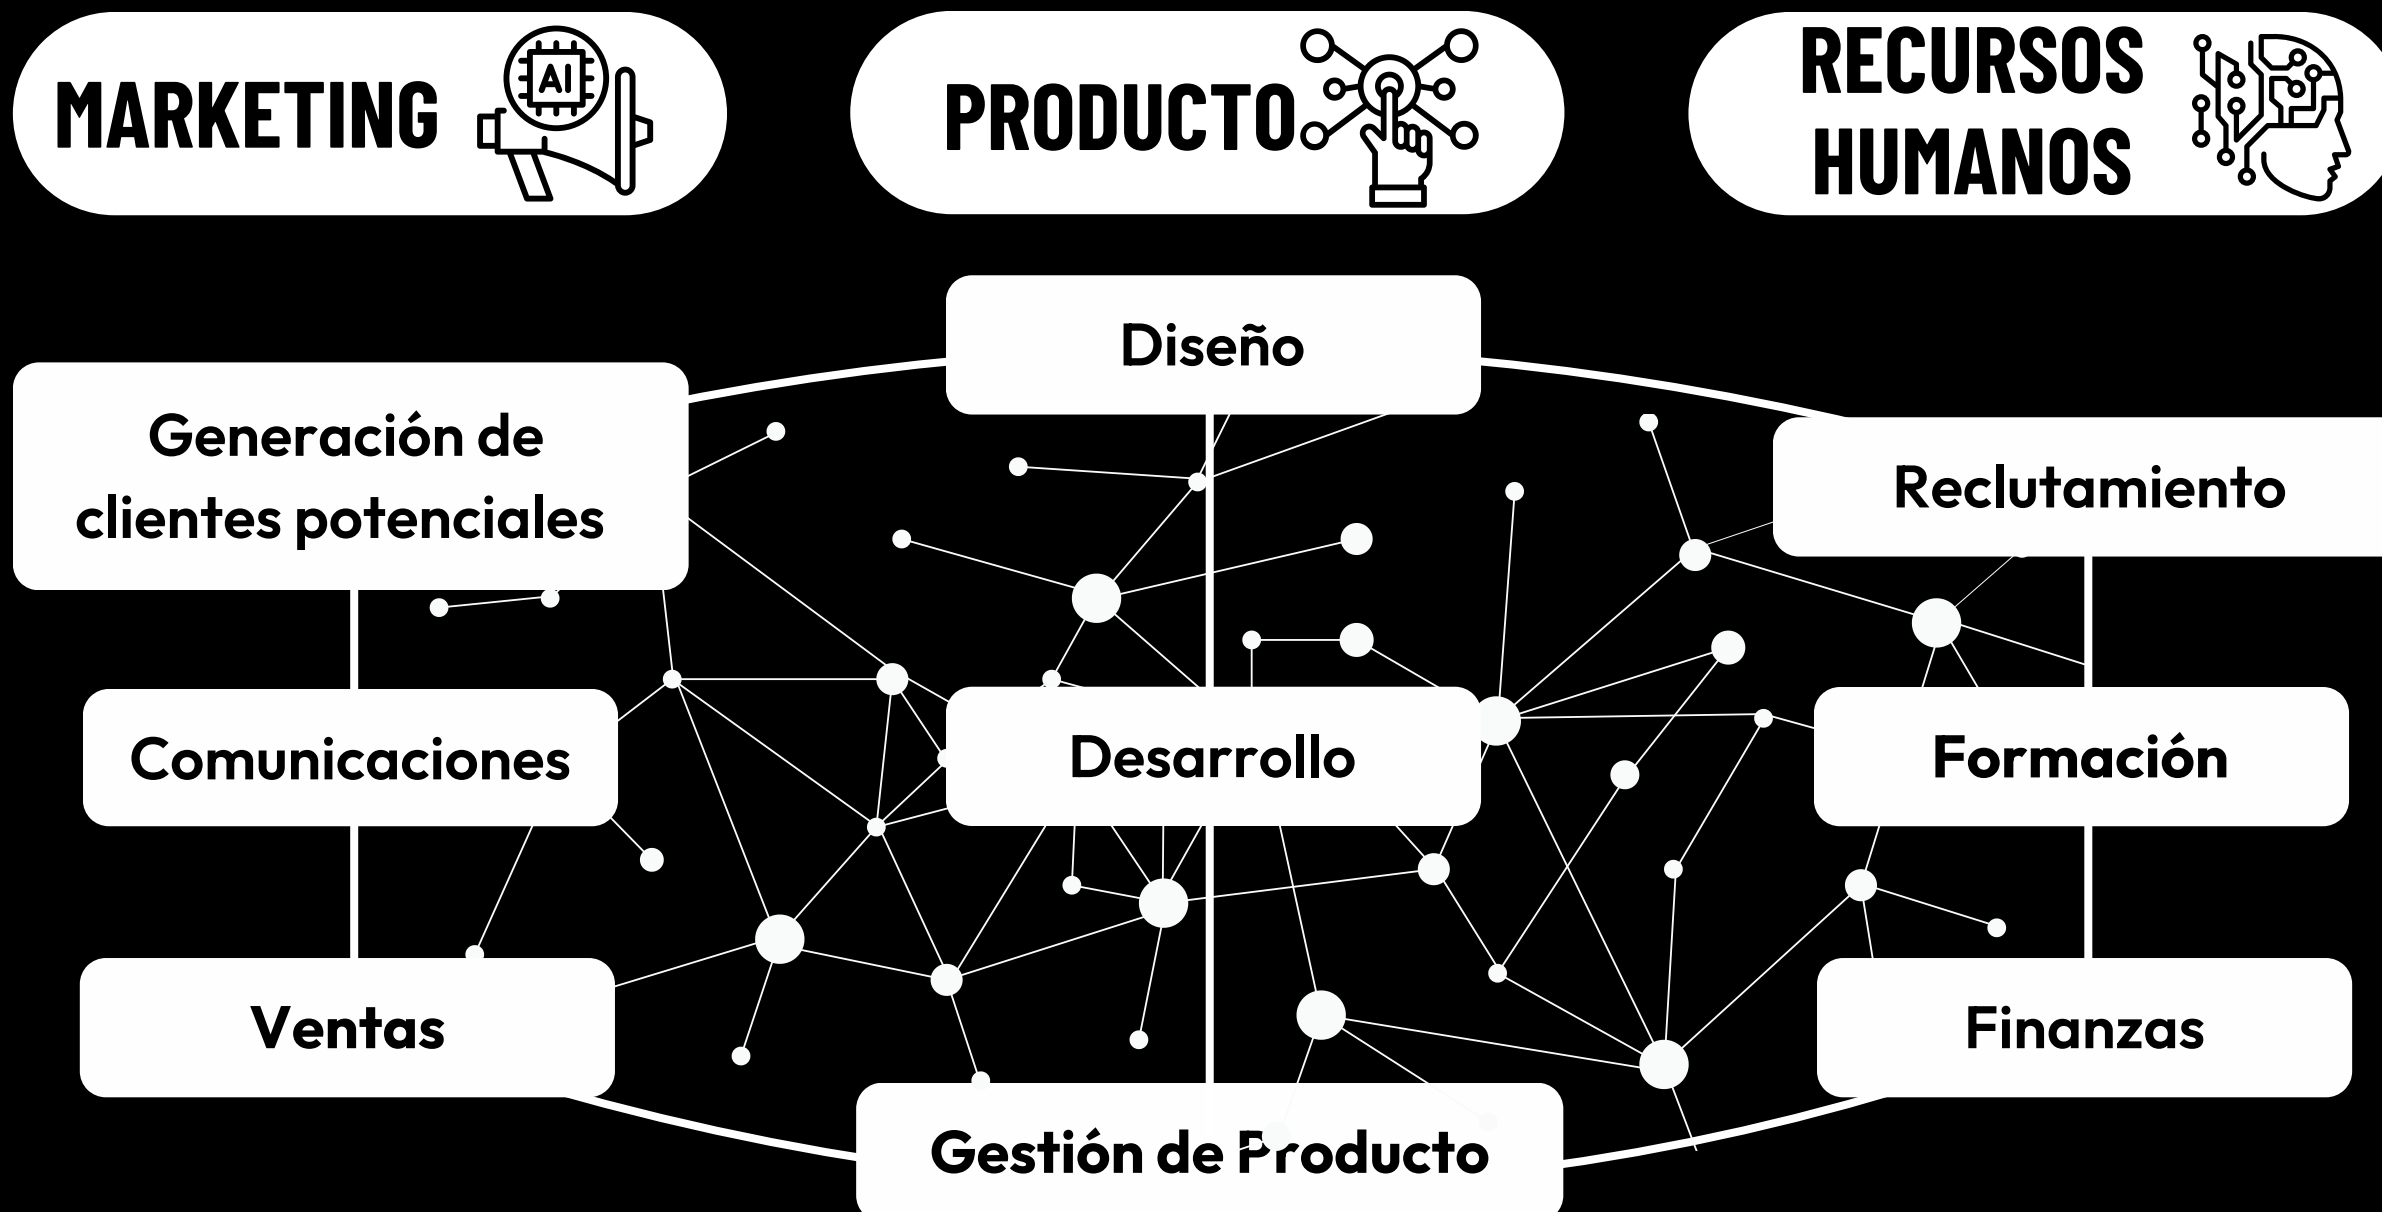 MARKETING
AI
PRODUCTO
RECURSOS
HUMANOS
Diseño
Generación de
clientes potenciales
Reclutamiento
Comunicaciones
Desarrollo
Formación
Ventas
Finanzas
Gestión de Producto